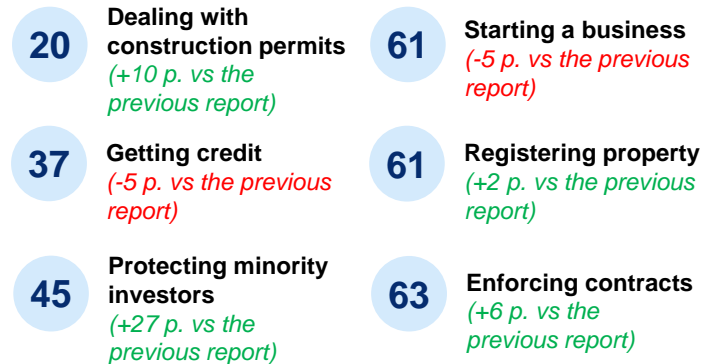 20
Dealing with
construction permits
(+10 p. vs the
previous report)
61
Starting a business
(-5 p. vs the previous
report)
37
Getting credit
(-5 p. vs the previous
report)
61
Registering property
(+2 p. vs the previous
report)
45
Protecting minority
investors
(+27 p. vs the
previous report)
63
Enforcing contracts
(+6 p. vs the
previous report)